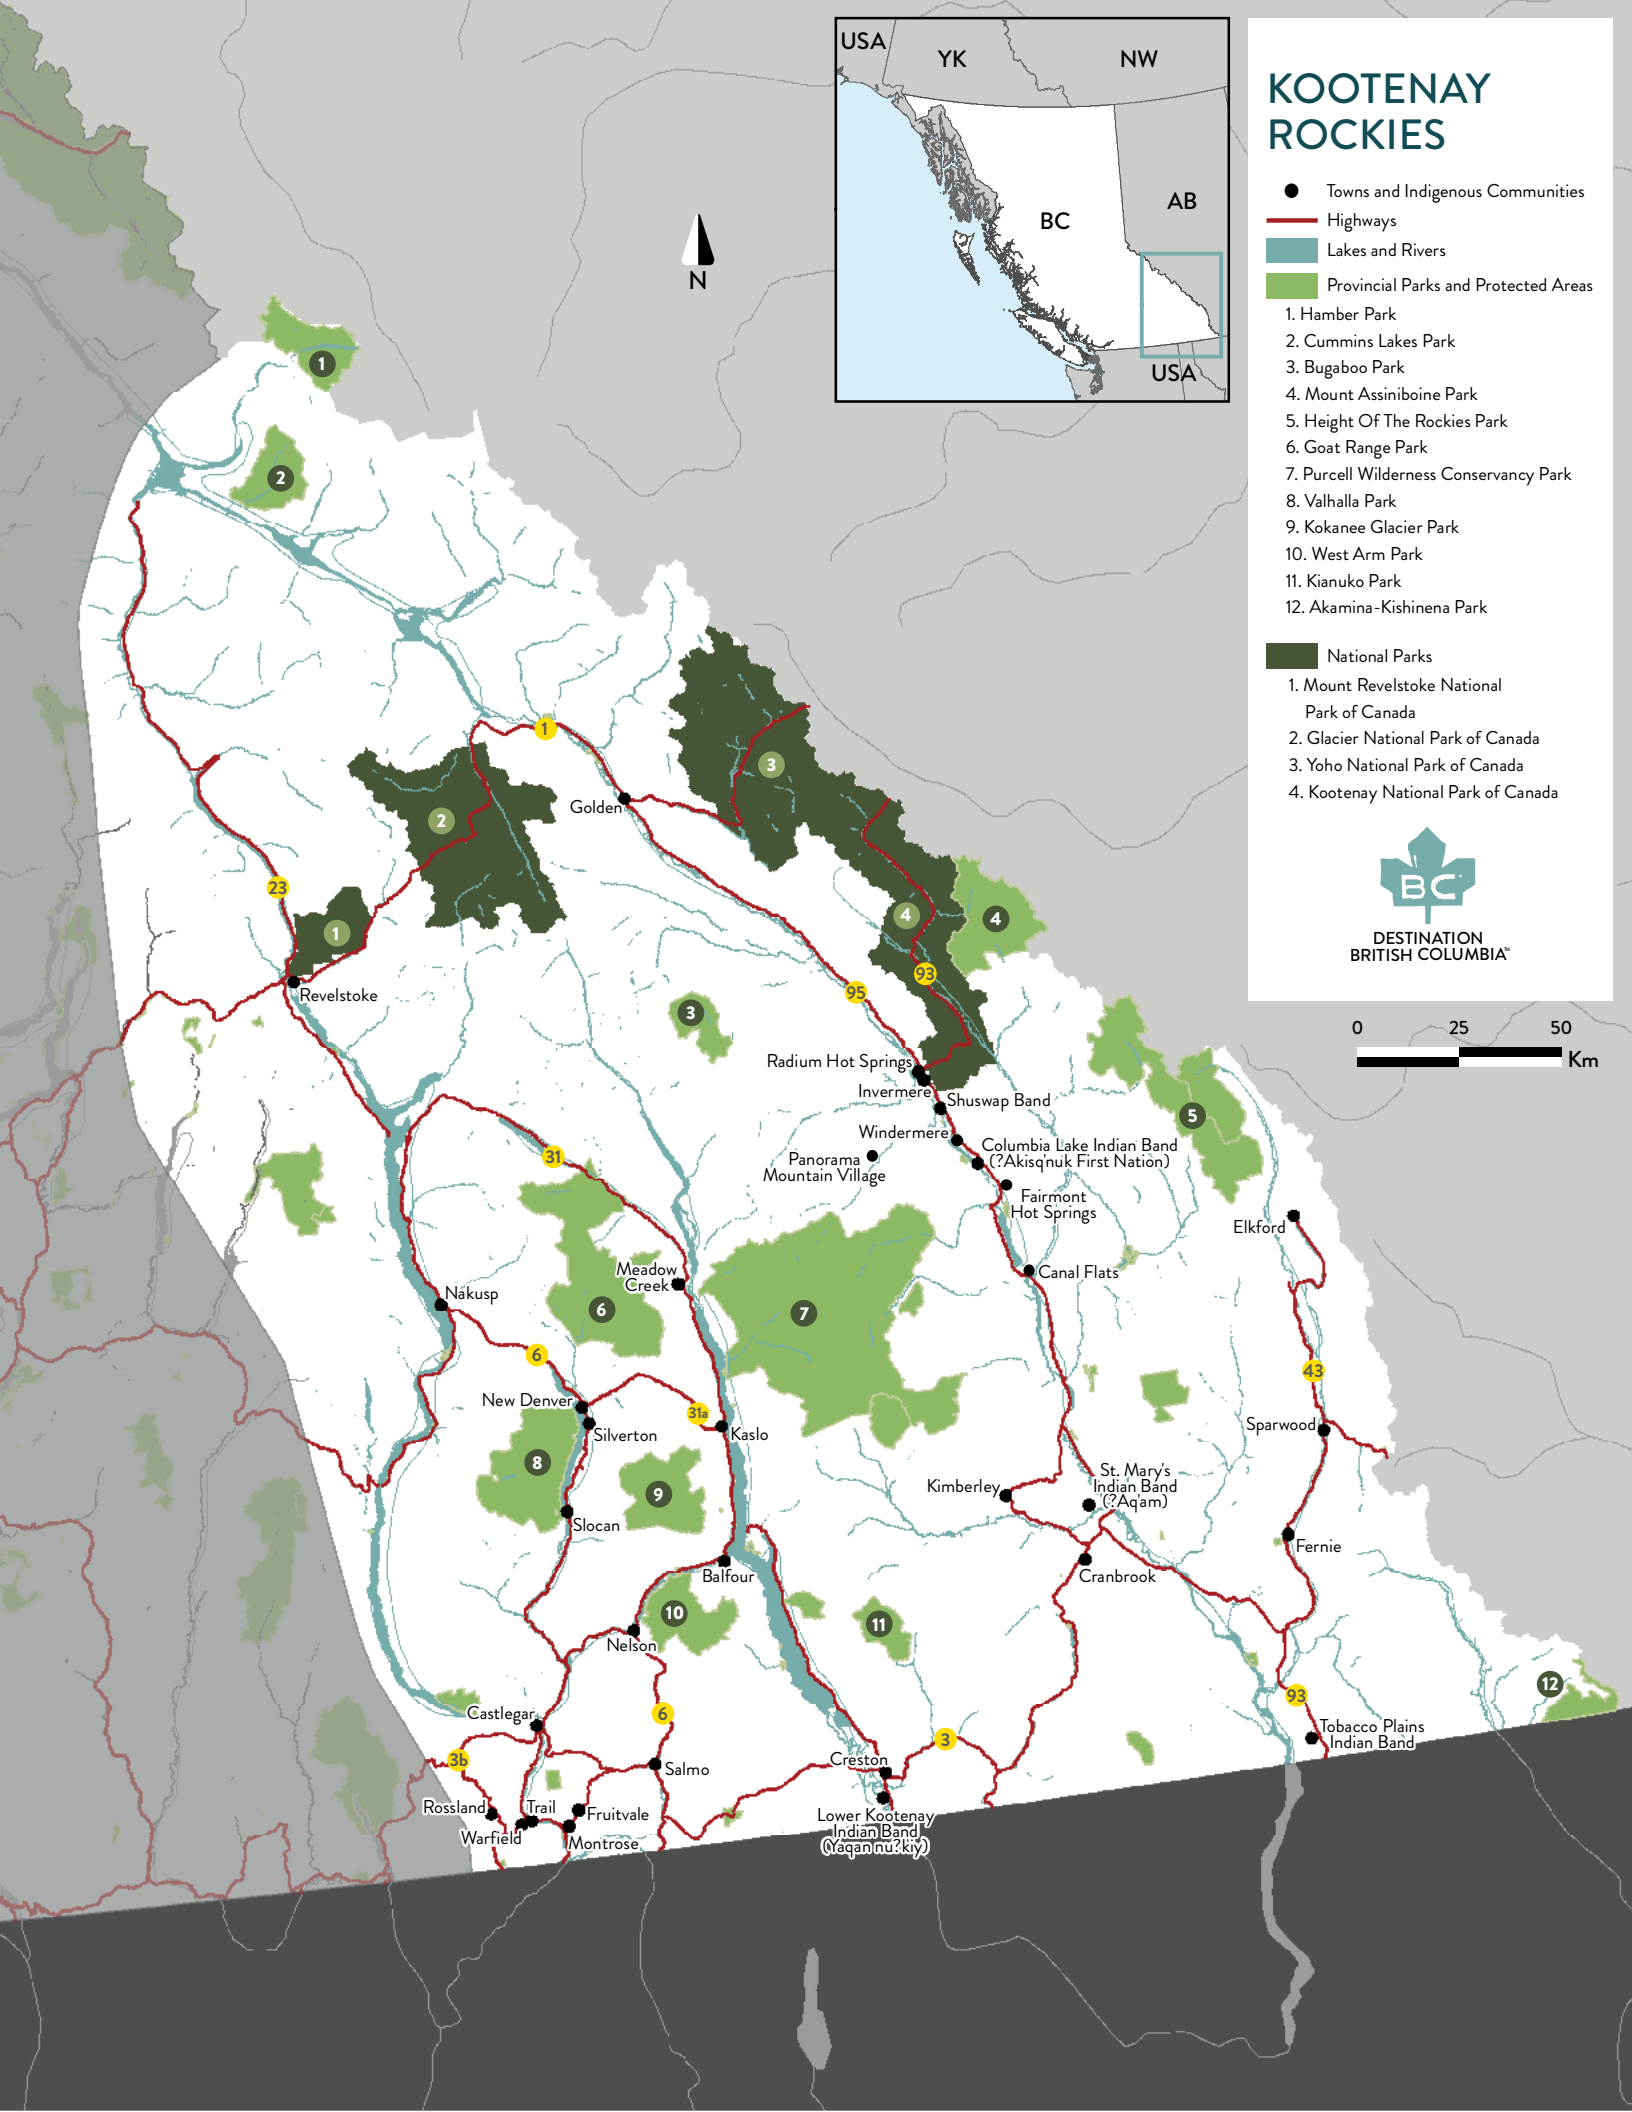 USA
YK
NW
BC
AB
USA
N
KOOTENAY
ROCKIES
Towns and Indigenous Communities
Highways
Lakes and Rivers
Provincial Parks and Protected Areas
1. Hamber Park
2. Cummins Lakes Park
3. Bugaboo Park
4. Mount Assiniboine Park
5. Height Of The Rockies Park
6. Goat Range Park
7. Purcell Wilderness Conservancy Park
8. Valhalla Park
9. Kokanee Glacier Park
10. West Arm Park
11. Kianuko Park
12. Akamina-Kishinena Park
National Parks
1. Mount Revelstoke National
Park of Canada
2. Glacier National Park of Canada
3. Yoho National Park of Canada
4. Kootenay National Park of Canada
BC
DESTINATION
BRITISH COLUMBIA™
0 25 50
Km
1
2
1
3
Golden
2
23
4
4
1
93
Revelstoke
95
3
Radium Hot Springs
Invermere
Shuswap Band
5
Windermere
Columbia Lake Indian Band
(?Akisq'nuk First Nation)
31
Panorama
Mountain Village
Fairmont
Hot Springs
Elkford
Meadow
Creek
Canal Flats
Nakusp
6
7
6
43
New Denver
31a
Silverton
Kaslo
Sparwood
8
9
Kimberley
St. Mary's
Indian Band
(?Aq'am)
Slocan
Fernie
Balfour
Cranbrook
10
11
Nelson
12
93
Castlegar
6
Tobacco Plains
Indian Band
3
3b
Creston
Salmo
Rossland
Trail
Fruitvale
Warfield
Montrose
Lower Kootenay
Indian Band
(Yaqan nu?kiy)